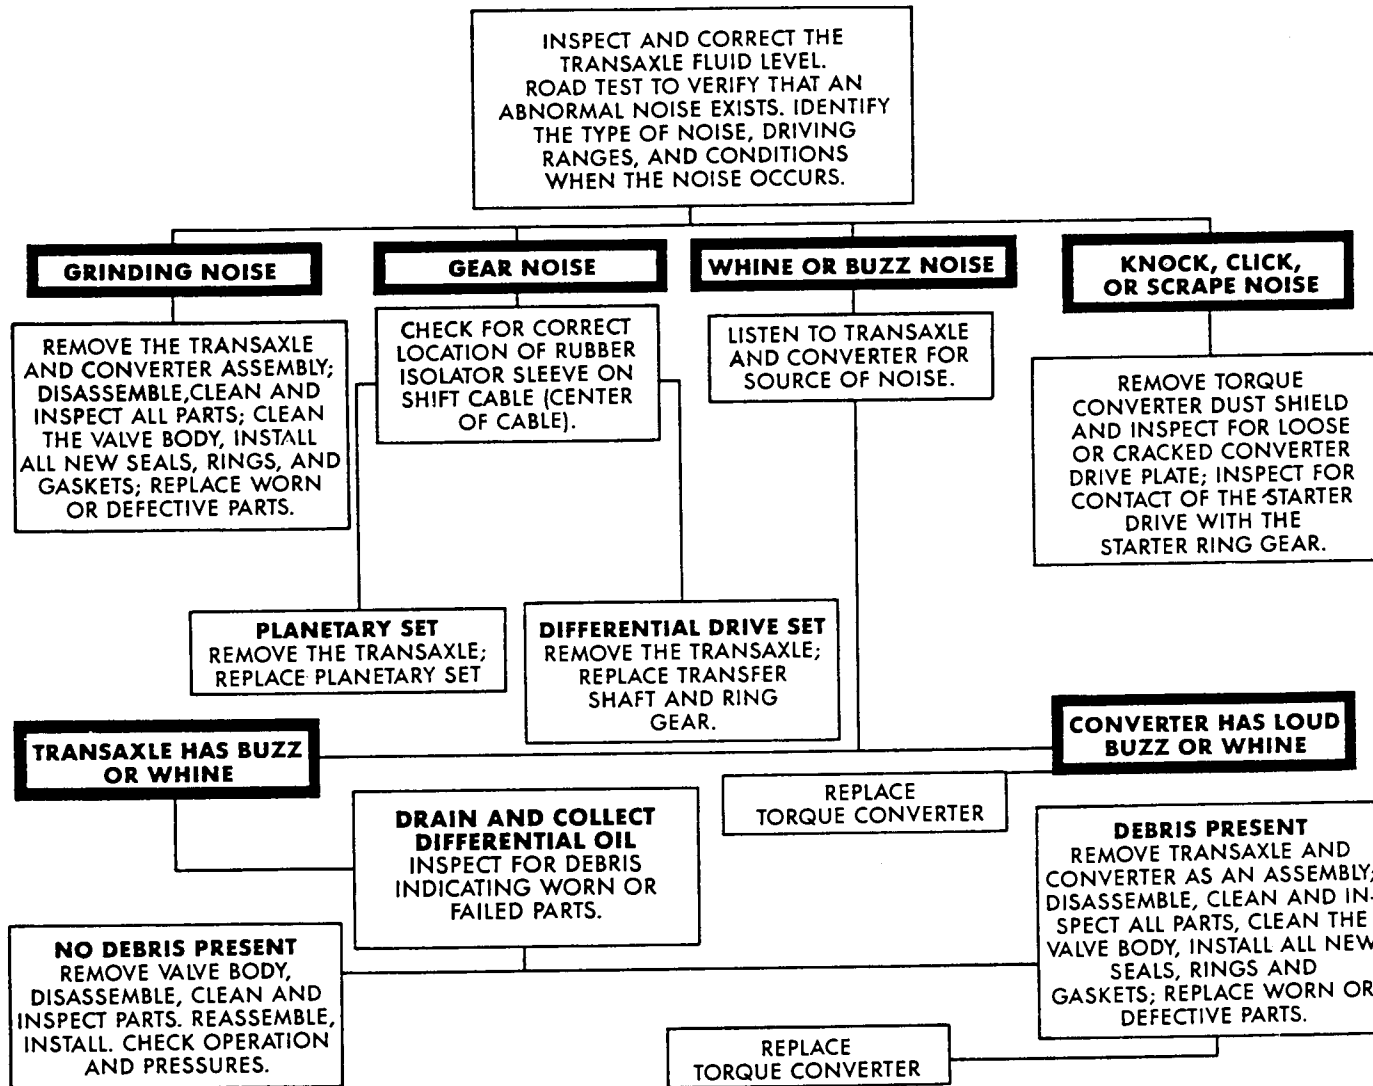 INSPECT AND CORRECT THE
TRANSAXLE FLUID LEVEL.
ROAD TEST TO VERIFY THAT AN
ABNORMAL NOISE EXISTS. IDENTIFY
THE TYPE OF NOISE, DRIVING
RANGES, AND CONDITIONS
WHEN THE NOISE OCCURS.
GRINDING NOISE
GEAR NOISE
WHINE OR BUZZ NOISE
KNOCK, CLICK,
OR SCRAPE NOISE
REMOVE THE TRANSAXLE
AND CONVERTER ASSEMBLY;
DISASSEMBLE,CLEAN AND
INSPECT ALL PARTS; CLEAN
THE VALVE BODY, INSTALL
ALL NEW SEALS, RINGS, AND
GASKETS; REPLACE WORN
OR DEFECTIVE PARTS.
CHECK FOR CORRECT
LOCATION OF RUBBER
ISOLATOR SLEEVE ON
SHIFT CABLE (CENTER
OF CABLE).
LISTEN TO TRANSAXLE
AND CONVERTER FOR
SOURCE OF NOISE.
REMOVE TORQUE
CONVERTER DUST SHIELD
AND INSPECT FOR LOOSE
OR CRACKED CONVERTER
DRIVE PLATE; INSPECT FOR
CONTACT OF THE STARTER
DRIVE WITH THE
STARTER RING GEAR.
PLANETARY SET
REMOVE THE TRANSAXLE;
REPLACE PLANETARY SET
DIFFERENTIAL DRIVE SET
REMOVE THE TRANSAXLE;
REPLACE TRANSFER
SHAFT AND RING
GEAR.
TRANSAXLE HAS BUZZ
OR WHINE
CONVERTER HAS LOUD
BUZZ OR WHINE
REPLACE
TORQUE CONVERTER
DRAIN AND COLLECT
DIFFERENTIAL OIL
INSPECT FOR DEBRIS
INDICATING WORN OR
FAILED PARTS.
DEBRIS PRESENT
REMOVE TRANSAXLE AND
CONVERTER AS AN ASSEMBLY;
DISASSEMBLE, CLEAN AND IN-
SPECT ALL PARTS, CLEAN THE
VALVE BODY, INSTALL ALL NEW
SEALS, RINGS AND
GASKETS; REPLACE WORN OR
DEFECTIVE PARTS.
NO DEBRIS PRESENT
REMOVE VALVE BODY,
DISASSEMBLE, CLEAN AND
INSPECT PARTS. REASSEMBLE,
INSTALL. CHECK OPERATION
AND PRESSURES.
REPLACE
TORQUE CONVERTER